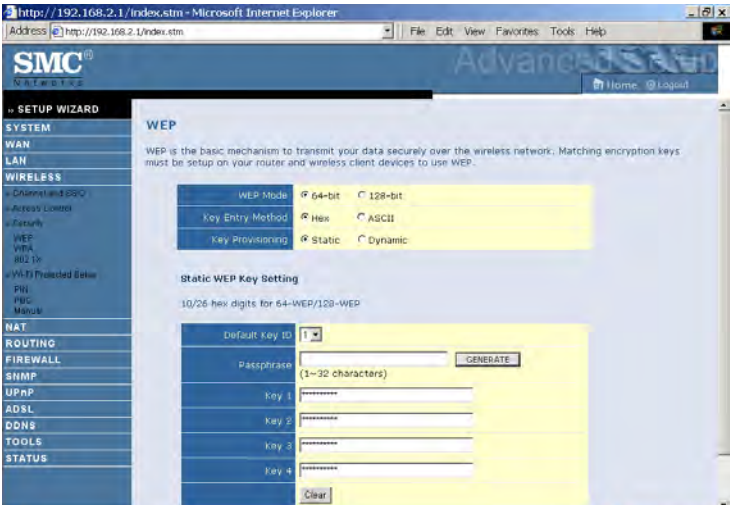 http://192.168.2.1/index.stm - Microsoft Internet Explorer
Address http://192.168.2.1/index.stm File Edit View Favorites Tools Help
SMC®
Networks
Advanced Setup
Home Logout
» SETUP WIZARD
SYSTEM
WAN
LAN
WIRELESS
» Channel and SSID
» Access Control
» Security
WEP
WPA
802.1X
» Wi-Fi Protected Setup
PIN
PBC
Manual
NAT
ROUTING
FIREWALL
SNMP
UPnP
ADSL
DDNS
TOOLS
STATUS
WEP
WEP is the basic mechanism to transmit your data securely over the wireless network. Matching encryption keys
must be setup on your router and wireless client devices to use WEP.
WEP Mode 64-bit 128-bit
Key Entry Method Hex ASCII
Key Provisioning Static Dynamic
Static WEP Key Setting
10/26 hex digits for 64-WEP/128-WEP
Default Key ID 1
Passphrase GENERATE
(1~32 characters)
Key 1 **********
Key 2 **********
Key 3 **********
Key 4 **********
Clear